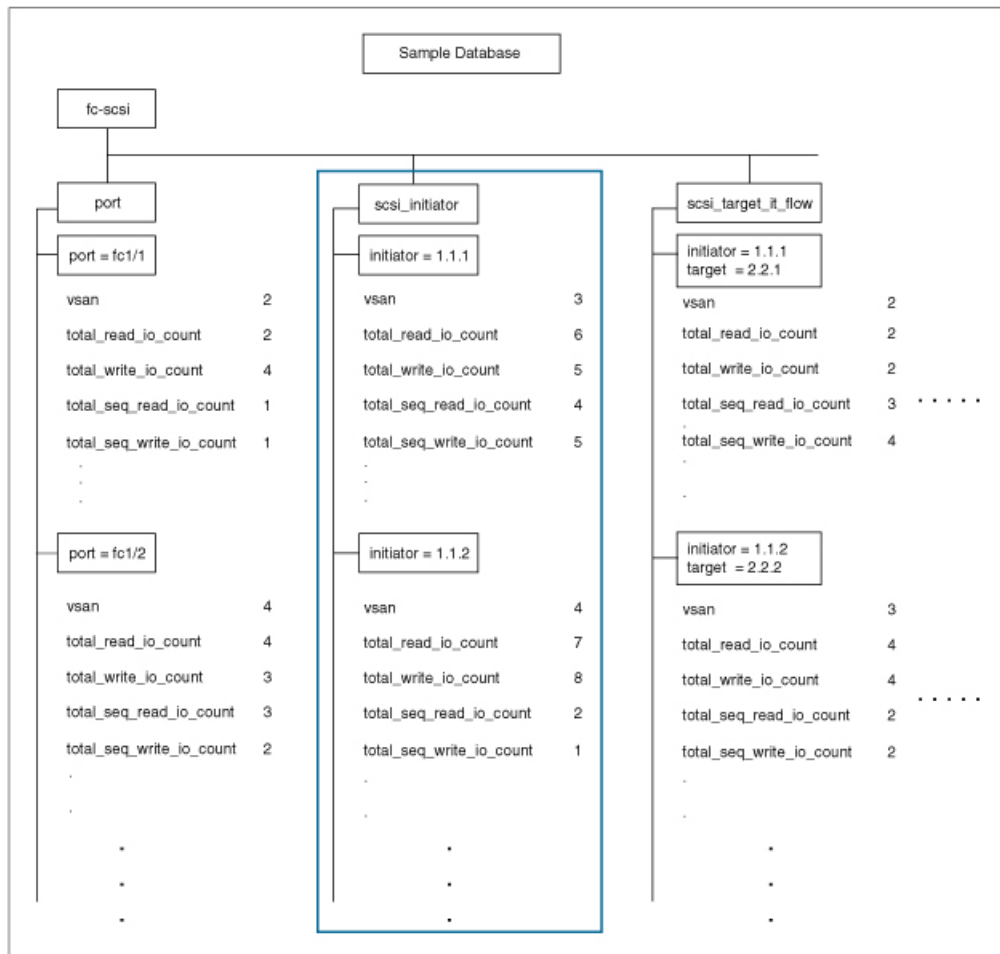 Sample Database
fc-scsi
port
port = fc1/1
vsan 2
total_read_io_count 2
total_write_io_count 4
total_seq_read_io_count 1
total_seq_write_io_count 1
port = fc1/2
vsan 4
total_read_io_count 4
total_write_io_count 3
total_seq_read_io_count 3
total_seq_write_io_count 2
scsi_initiator
initiator = 1.1.1
vsan 3
total_read_io_count 6
total_write_io_count 5
total_seq_read_io_count 4
total_seq_write_io_count 5
initiator = 1.1.2
vsan 4
total_read_io_count 7
total_write_io_count 8
total_seq_read_io_count 2
total_seq_write_io_count 1
scsi_target_it_flow
initiator = 1.1.1
target = 2.2.1
vsan 2
total_read_io_count 2
total_write_io_count 2
total_seq_read_io_count 3
total_seq_write_io_count 4
initiator = 1.1.2
target = 2.2.2
vsan 3
total_read_io_count 4
total_write_io_count 4
total_seq_read_io_count 2
total_seq_write_io_count 2